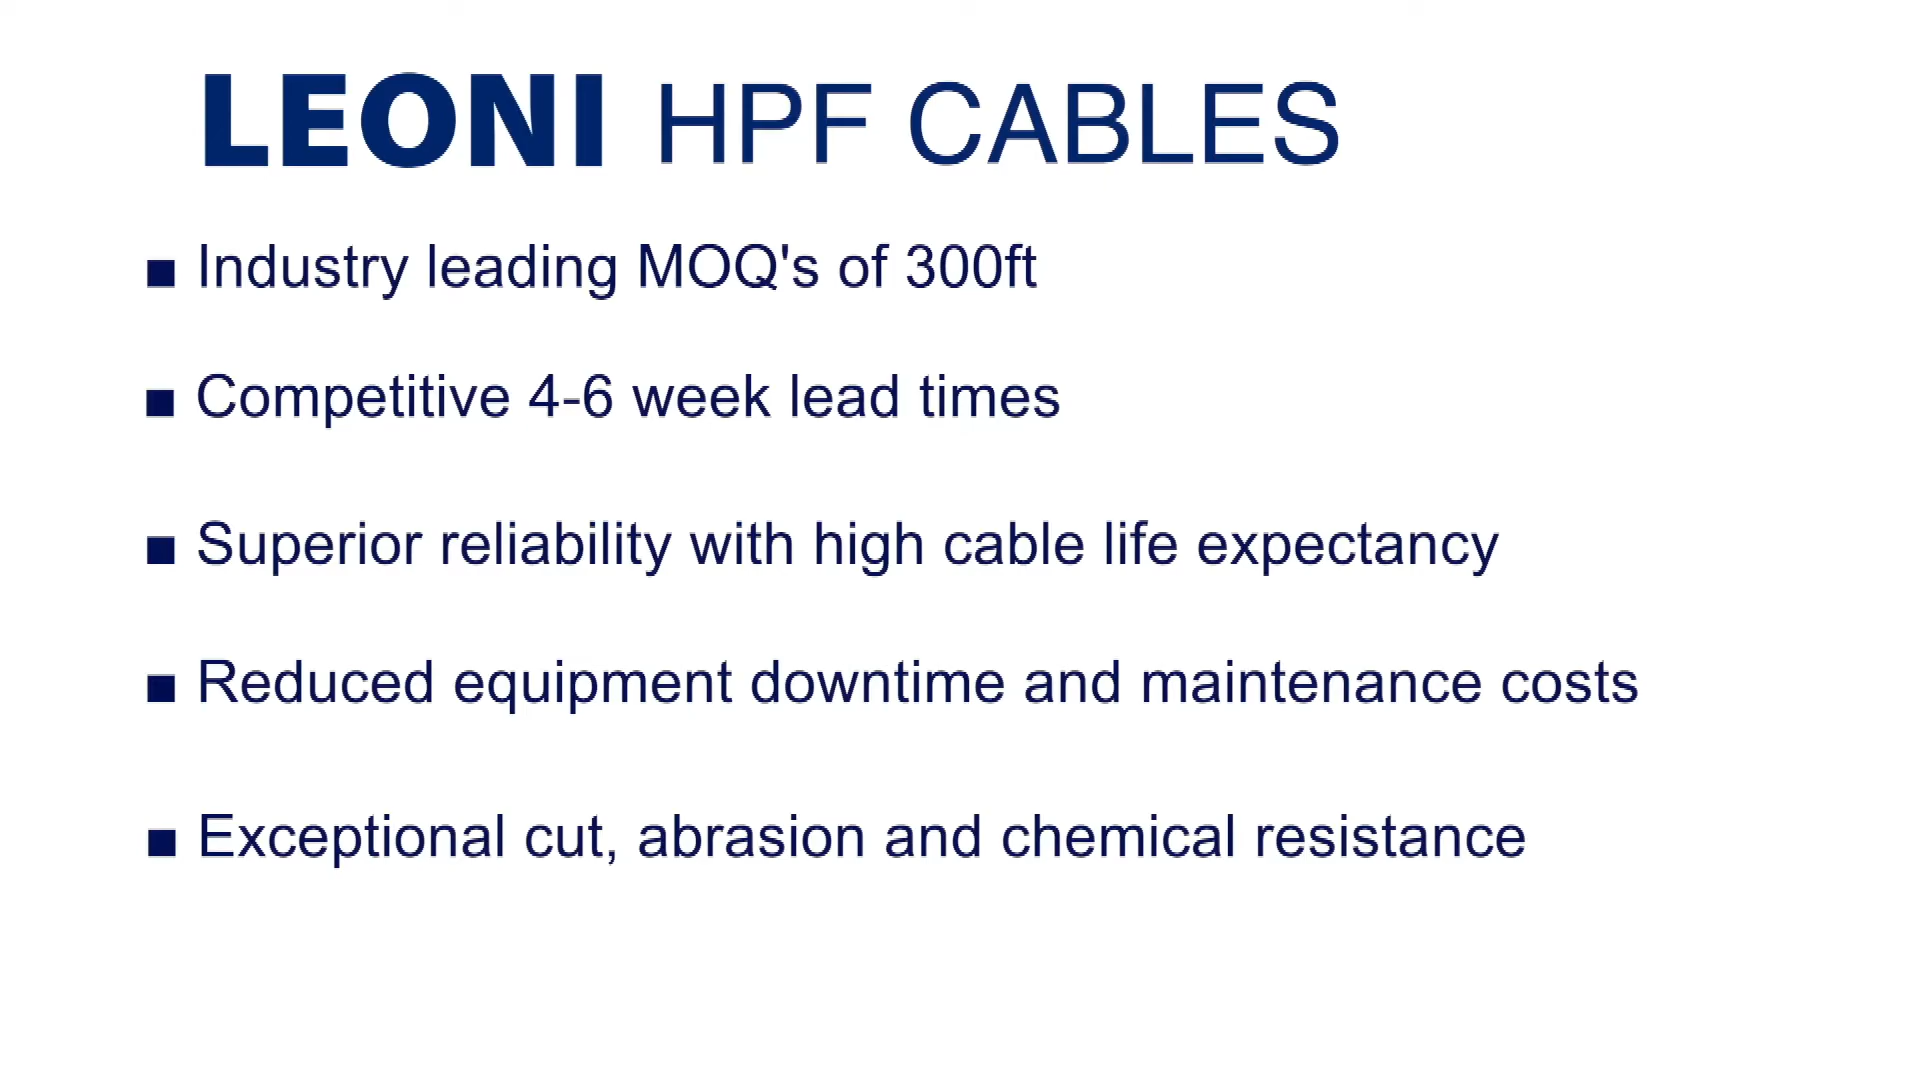 LEONI HPF CABLES
■ Industry leading MOQ's of 300ft
■ Competitive 4-6 week lead times
■ Superior reliability with high cable life expectancy
■ Reduced equipment downtime and maintenance costs
■ Exceptional cut, abrasion and chemical resistance